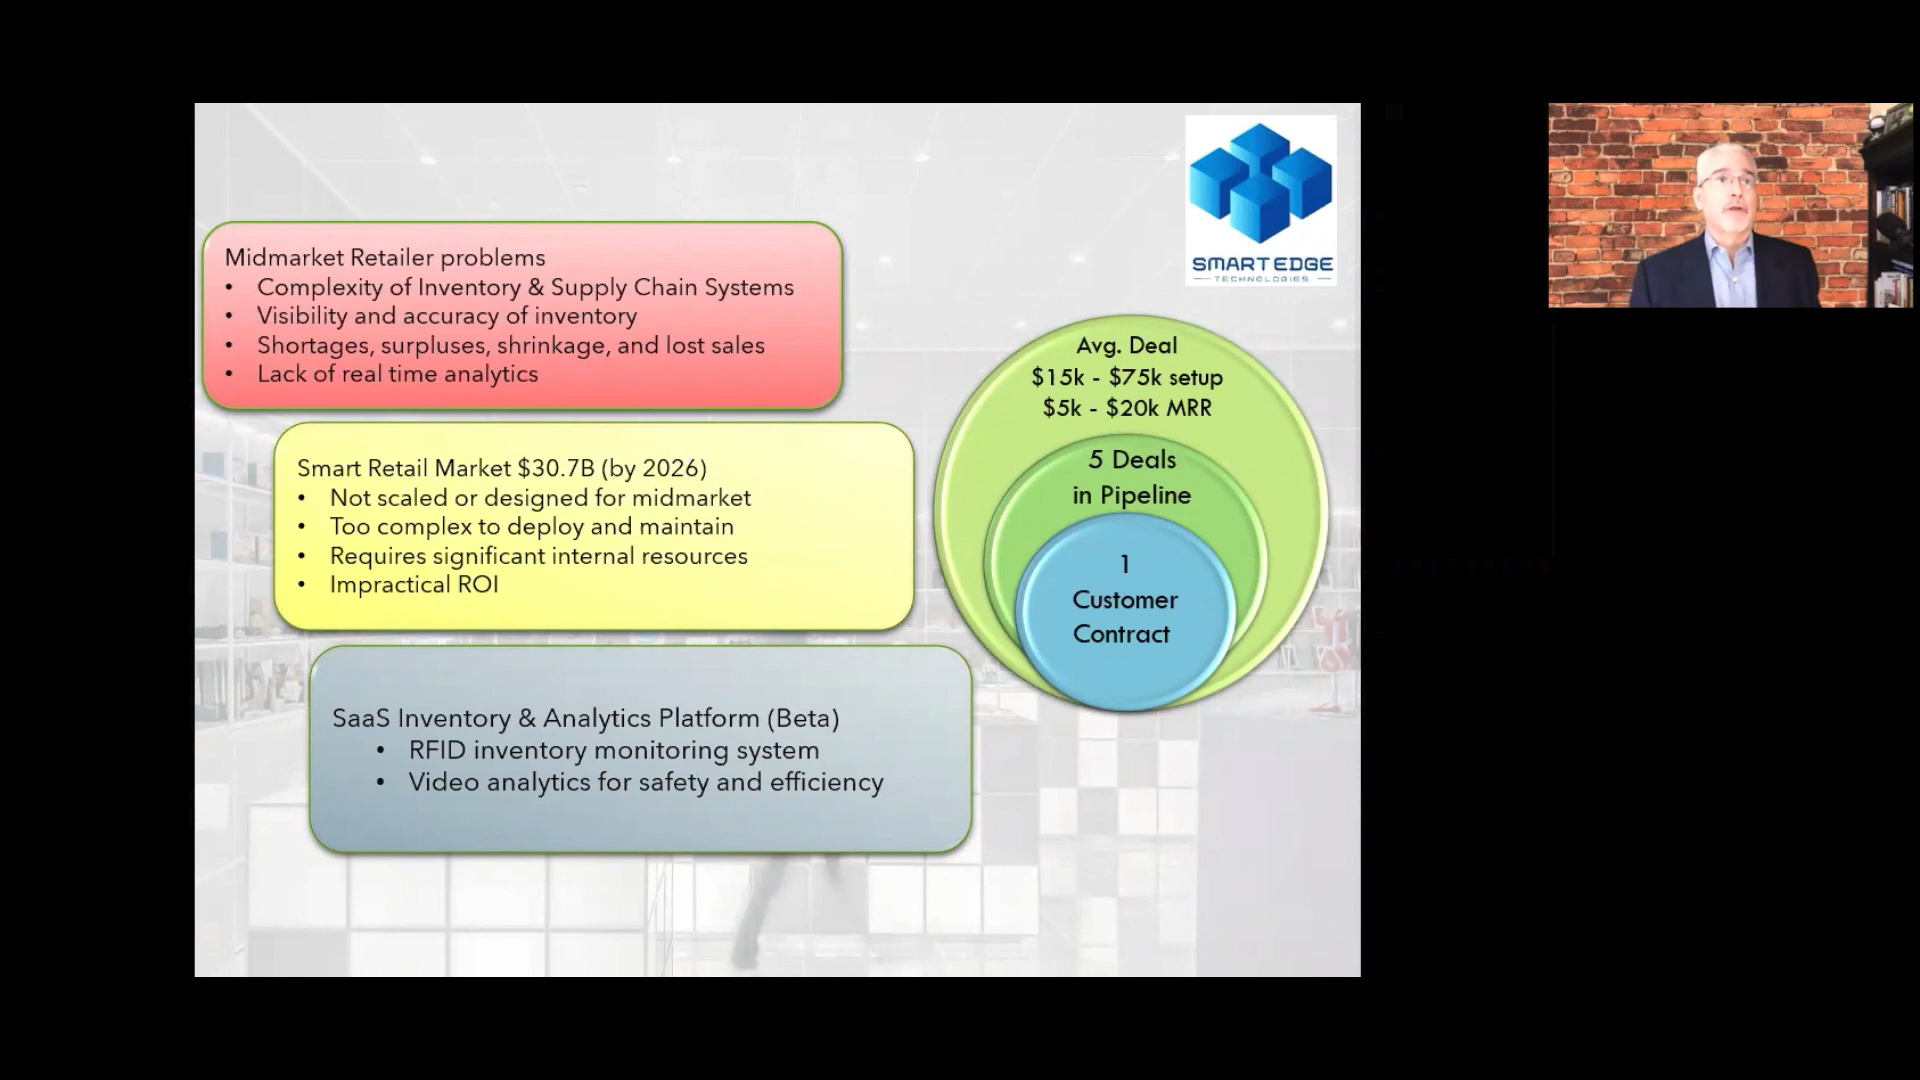 SMART EDGE
TECHNOLOGIES
Midmarket Retailer problems
• Complexity of Inventory & Supply Chain Systems
• Visibility and accuracy of inventory
• Shortages, surpluses, shrinkage, and lost sales
• Lack of real time analytics
Smart Retail Market $30.7B (by 2026)
• Not scaled or designed for midmarket
• Too complex to deploy and maintain
• Requires significant internal resources
• Impractical ROI
SaaS Inventory & Analytics Platform (Beta)
• RFID inventory monitoring system
• Video analytics for safety and efficiency
Avg. Deal
$15k - $75k setup
$5k - $20k MRR
5 Deals
in Pipeline
1
Customer
Contract